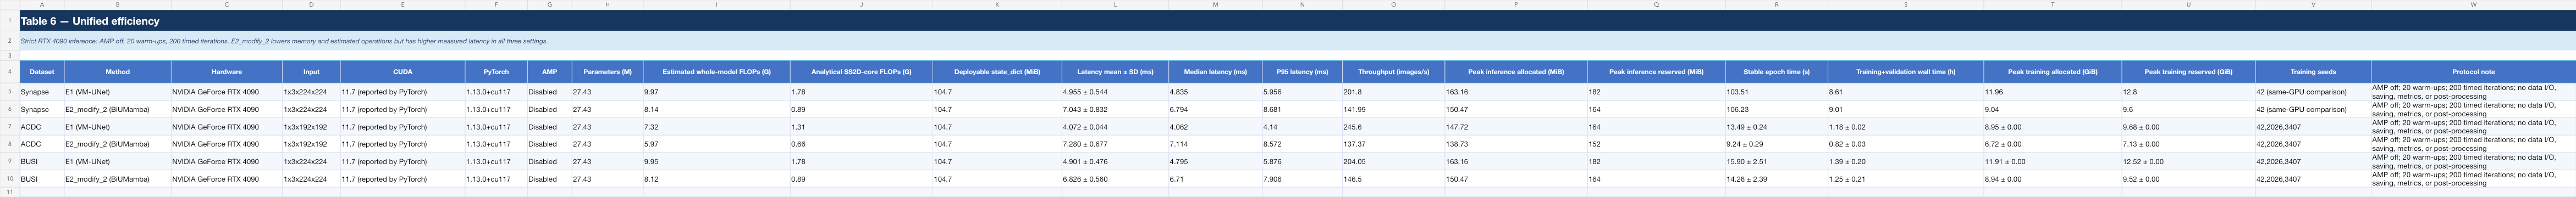 A B C D E F G H I J K L M N O P Q R S T U V W
1 Table 6 — Unified efficiency
2 Strict RTX 4090 inference: AMP off, 20 warm-ups, 200 timed iterations. E2_modify_2 lowers memory and estimated operations but has higher measured latency in all three settings.
3
4 Dataset Method Hardware Input CUDA PyTorch AMP Parameters (M) Estimated whole-model FLOPs (G) Analytical SS2D-core FLOPs (G) Deployable state_dict (MiB) Latency mean ± SD (ms) Median latency (ms) P95 latency (ms) Throughput (images/s) Peak inference allocated (MiB) Peak inference reserved (MiB) Stable epoch time (s) Training+validation wall time (h) Peak training allocated (GiB) Peak training reserved (GiB) Training seeds Protocol note
5 Synapse E1 (VM-UNet) NVIDIA GeForce RTX 4090 1x3x224x224 11.7 (reported by PyTorch) 1.13.0+cu117 Disabled 27.43 9.97 1.78 104.7 4.955 ± 0.544 4.835 5.956 201.8 163.16 182 103.51 8.61 11.96 12.8 42 (same-GPU comparison) AMP off; 20 warm-ups; 200 timed iterations; no data I/O,
saving, metrics, or post-processing
6 Synapse E2_modify_2 (BiUMamba) NVIDIA GeForce RTX 4090 1x3x224x224 11.7 (reported by PyTorch) 1.13.0+cu117 Disabled 27.43 8.14 0.89 104.7 7.043 ± 0.832 6.794 8.681 141.99 150.47 164 106.23 9.01 9.04 9.6 42 (same-GPU comparison) AMP off; 20 warm-ups; 200 timed iterations; no data I/O,
saving, metrics, or post-processing
7 ACDC E1 (VM-UNet) NVIDIA GeForce RTX 4090 1x3x192x192 11.7 (reported by PyTorch) 1.13.0+cu117 Disabled 27.43 7.32 1.31 104.7 4.072 ± 0.044 4.062 4.14 245.6 147.72 164 13.49 ± 0.24 1.18 ± 0.02 8.95 ± 0.00 9.68 ± 0.00 42,2026,3407 AMP off; 20 warm-ups; 200 timed iterations; no data I/O,
saving, metrics, or post-processing
8 ACDC E2_modify_2 (BiUMamba) NVIDIA GeForce RTX 4090 1x3x192x192 11.7 (reported by PyTorch) 1.13.0+cu117 Disabled 27.43 5.97 0.66 104.7 7.280 ± 0.677 7.114 8.572 137.37 138.73 152 9.24 ± 0.29 0.82 ± 0.03 6.72 ± 0.00 7.13 ± 0.00 42,2026,3407 AMP off; 20 warm-ups; 200 timed iterations; no data I/O,
saving, metrics, or post-processing
9 BUSI E1 (VM-UNet) NVIDIA GeForce RTX 4090 1x3x224x224 11.7 (reported by PyTorch) 1.13.0+cu117 Disabled 27.43 9.95 1.78 104.7 4.901 ± 0.476 4.795 5.876 204.05 163.16 182 15.90 ± 2.51 1.39 ± 0.20 11.91 ± 0.00 12.52 ± 0.00 42,2026,3407 AMP off; 20 warm-ups; 200 timed iterations; no data I/O,
saving, metrics, or post-processing
10 BUSI E2_modify_2 (BiUMamba) NVIDIA GeForce RTX 4090 1x3x224x224 11.7 (reported by PyTorch) 1.13.0+cu117 Disabled 27.43 8.12 0.89 104.7 6.826 ± 0.560 6.71 7.906 146.5 150.47 164 14.26 ± 2.39 1.25 ± 0.21 8.94 ± 0.00 9.52 ± 0.00 42,2026,3407 AMP off; 20 warm-ups; 200 timed iterations; no data I/O,
saving, metrics, or post-processing
11